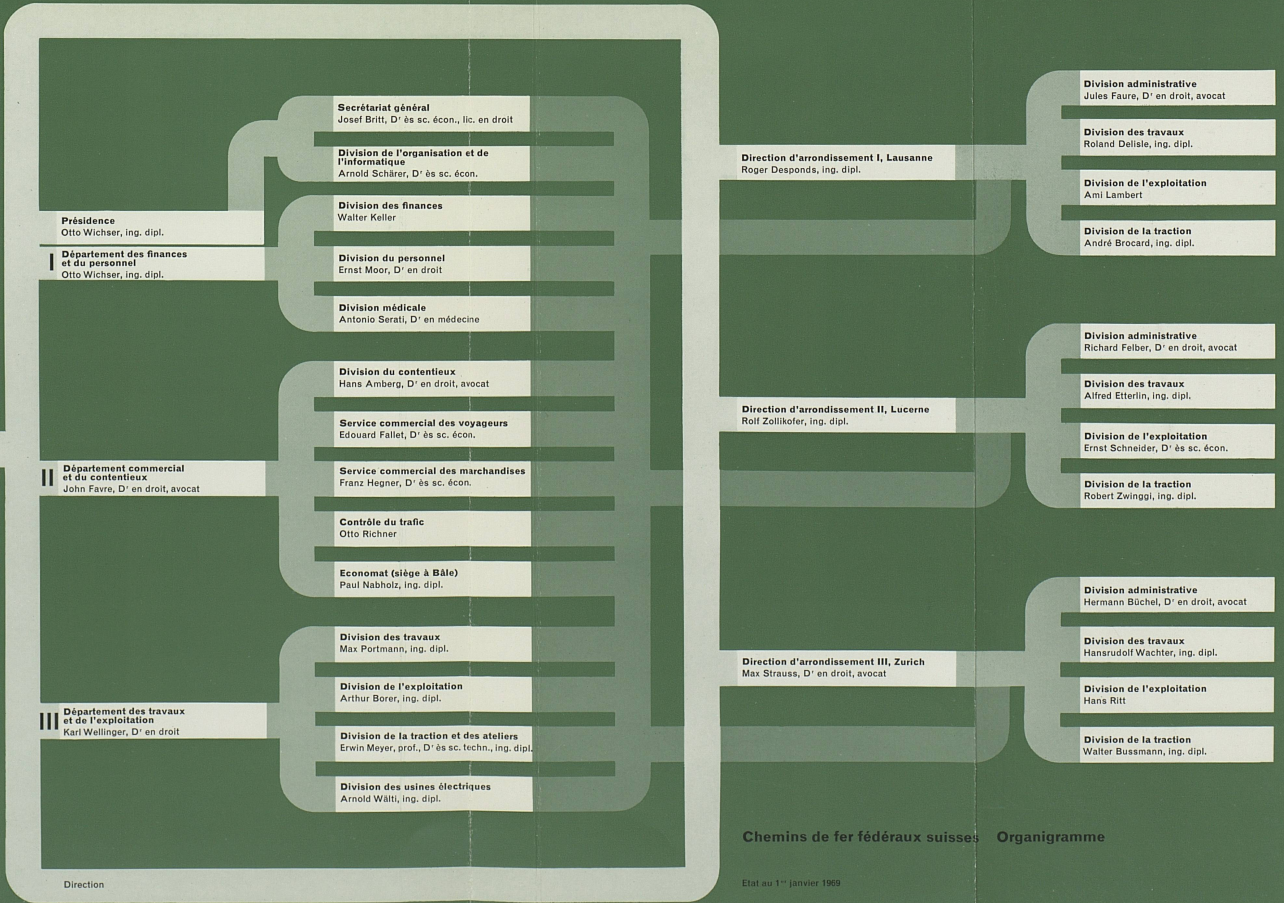 Présidence
Otto Wichser, ing. dipl.
I
Département des finances
et du personnel
Otto Wichser, ing. dipl.
II
Département commercial
et du contentieux
John Favre, Dʳ en droit, avocat
III
Département des travaux
et de l'exploitation
Karl Wellinger, Dʳ en droit
Secrétariat général
Josef Britt, Dʳ ès sc. écon., lic. en droit
Division de l'organisation et de
l'informatique
Arnold Schärer, Dʳ ès sc. écon.
Division des finances
Walter Keller
Division du personnel
Ernst Moor, Dʳ en droit
Division médicale
Antonio Serati, Dʳ en médecine
Division du contentieux
Hans Amberg, Dʳ en droit, avocat
Service commercial des voyageurs
Edouard Fallet, Dʳ ès sc. écon.
Service commercial des marchandises
Franz Hegner, Dʳ ès sc. écon.
Contrôle du trafic
Otto Richner
Economat (siège à Bâle)
Paul Nabholz, ing. dipl.
Division des travaux
Max Portmann, ing. dipl.
Division de l'exploitation
Arthur Borer, ing. dipl.
Division de la traction et des ateliers
Erwin Meyer, prof., Dʳ ès sc. techn., ing. dipl.
Division des usines électriques
Arnold Wälti, ing. dipl.
Direction d'arrondissement I, Lausanne
Roger Desponds, ing. dipl.
Division administrative
Jules Faure, Dʳ en droit, avocat
Division des travaux
Roland Delisle, ing. dipl.
Division de l'exploitation
Ami Lambert
Division de la traction
André Brocard, ing. dipl.
Direction d'arrondissement II, Lucerne
Rolf Zollikofer, ing. dipl.
Division administrative
Richard Felber, Dʳ en droit, avocat
Division des travaux
Alfred Etterlin, ing. dipl.
Division de l'exploitation
Ernst Schneider, Dʳ ès sc. écon.
Division de la traction
Robert Zwinggi, ing. dipl.
Direction d'arrondissement III, Zurich
Max Strauss, Dʳ en droit, avocat
Division administrative
Hermann Büchel, Dʳ en droit, avocat
Division des travaux
Hansrudolf Wachter, ing. dipl.
Division de l'exploitation
Hans Ritt
Division de la traction
Walter Bussmann, ing. dipl.
Chemins de fer fédéraux suisses Organigramme
Direction
Etat au 1ᵉʳ janvier 1969